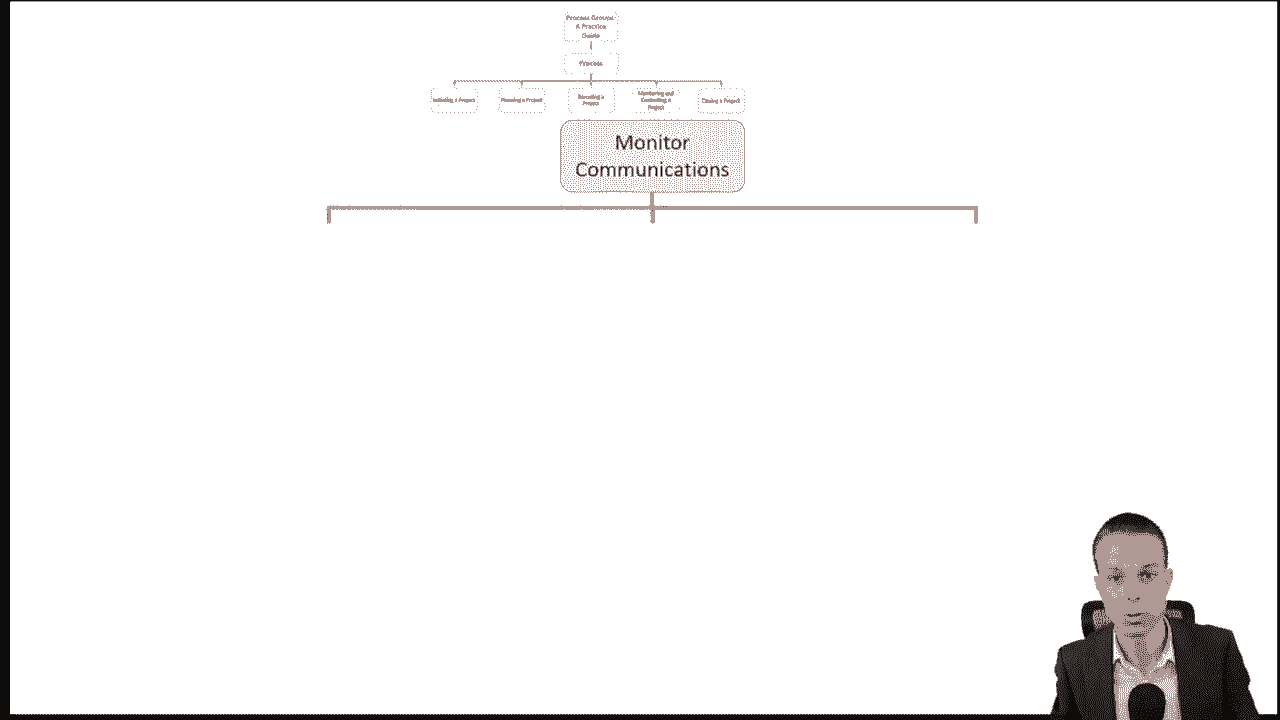 Process Groups
A Practice
Guide
Process
Initiating a Project
Planning a Project
Executing a
Project
Monitoring and
Controlling a
Project
Closing a Project
Monitor
Communications